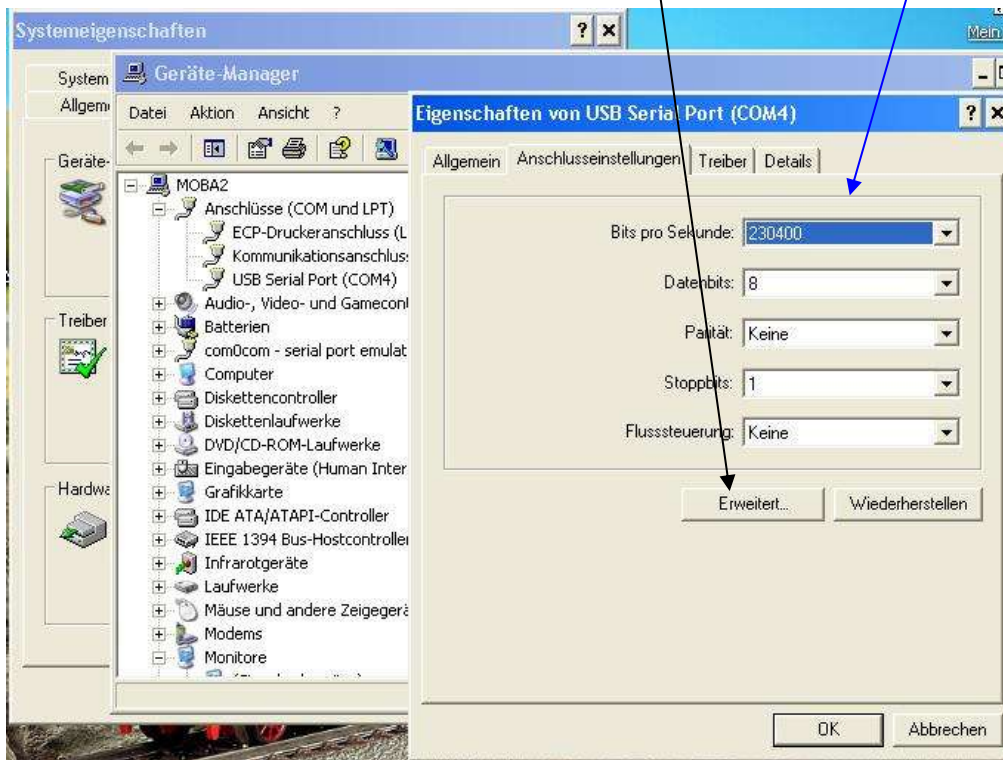 Systemeigenschaften
Mein
System
Allgem
Geräte-
Treiber
Hardwa
Geräte-Manager
Datei Aktion Ansicht ?
MOBA2
Anschlüsse (COM und LPT)
ECP-Druckeranschluss (L
Kommunikationsanschlus
USB Serial Port (COM4)
Audio-, Video- und Gamecont
Batterien
com0com - serial port emulat
Computer
Diskettencontroller
Diskettenlaufwerke
DVD/CD-ROM-Laufwerke
Eingabegeräte (Human Inter
Grafikkarte
IDE ATA/ATAPI-Controller
IEEE 1394 Bus-Hostcontroller
Infrarotgeräte
Laufwerke
Mäuse und andere Zeigegerä
Modems
Monitore
Eigenschaften von USB Serial Port (COM4)
Allgemein Anschlusseinstellungen Treiber Details
Bits pro Sekunde: 230400
Datenbits: 8
Parität: Keine
Stoppbits: 1
Flusssteuerung: Keine
Erweitert... Wiederherstellen
OK Abbrechen